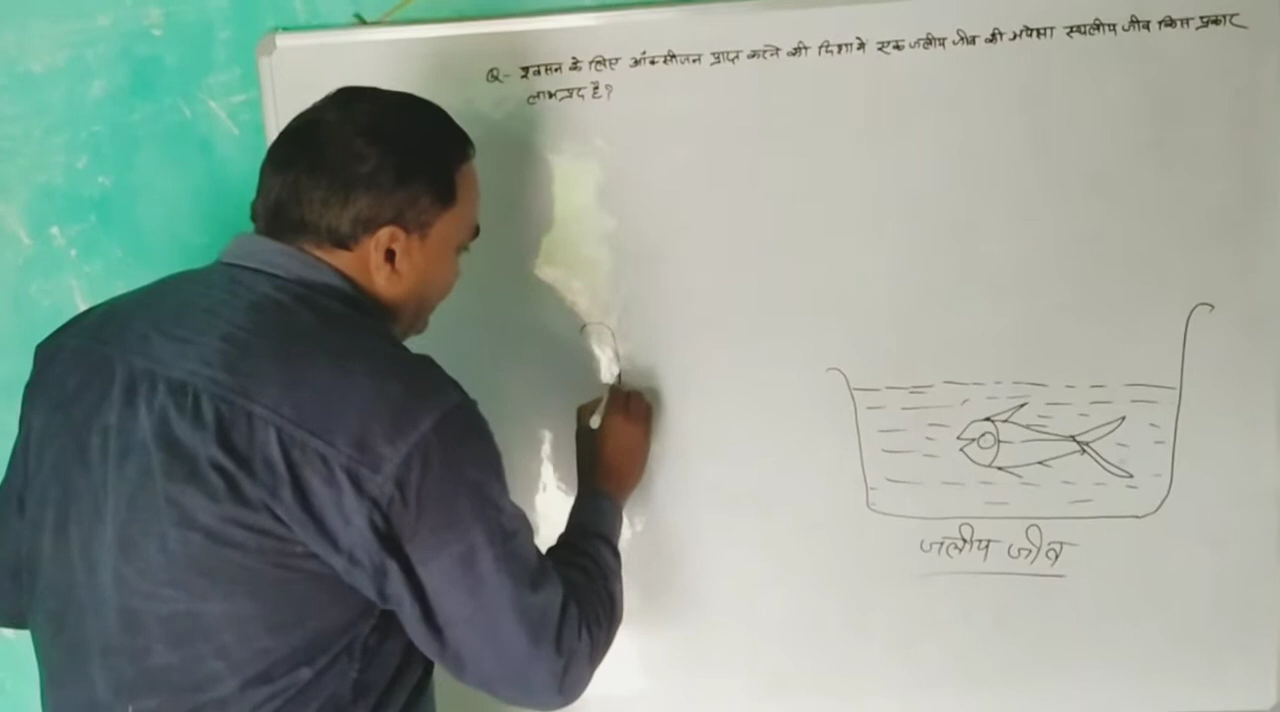 Q- श्वसन के लिए ऑक्सीजन प्राप्त करने की दिशा में एक जलीय जीव की अपेक्षा स्थलीय जीव किस प्रकार
लाभप्रद है?
जलीय जीव